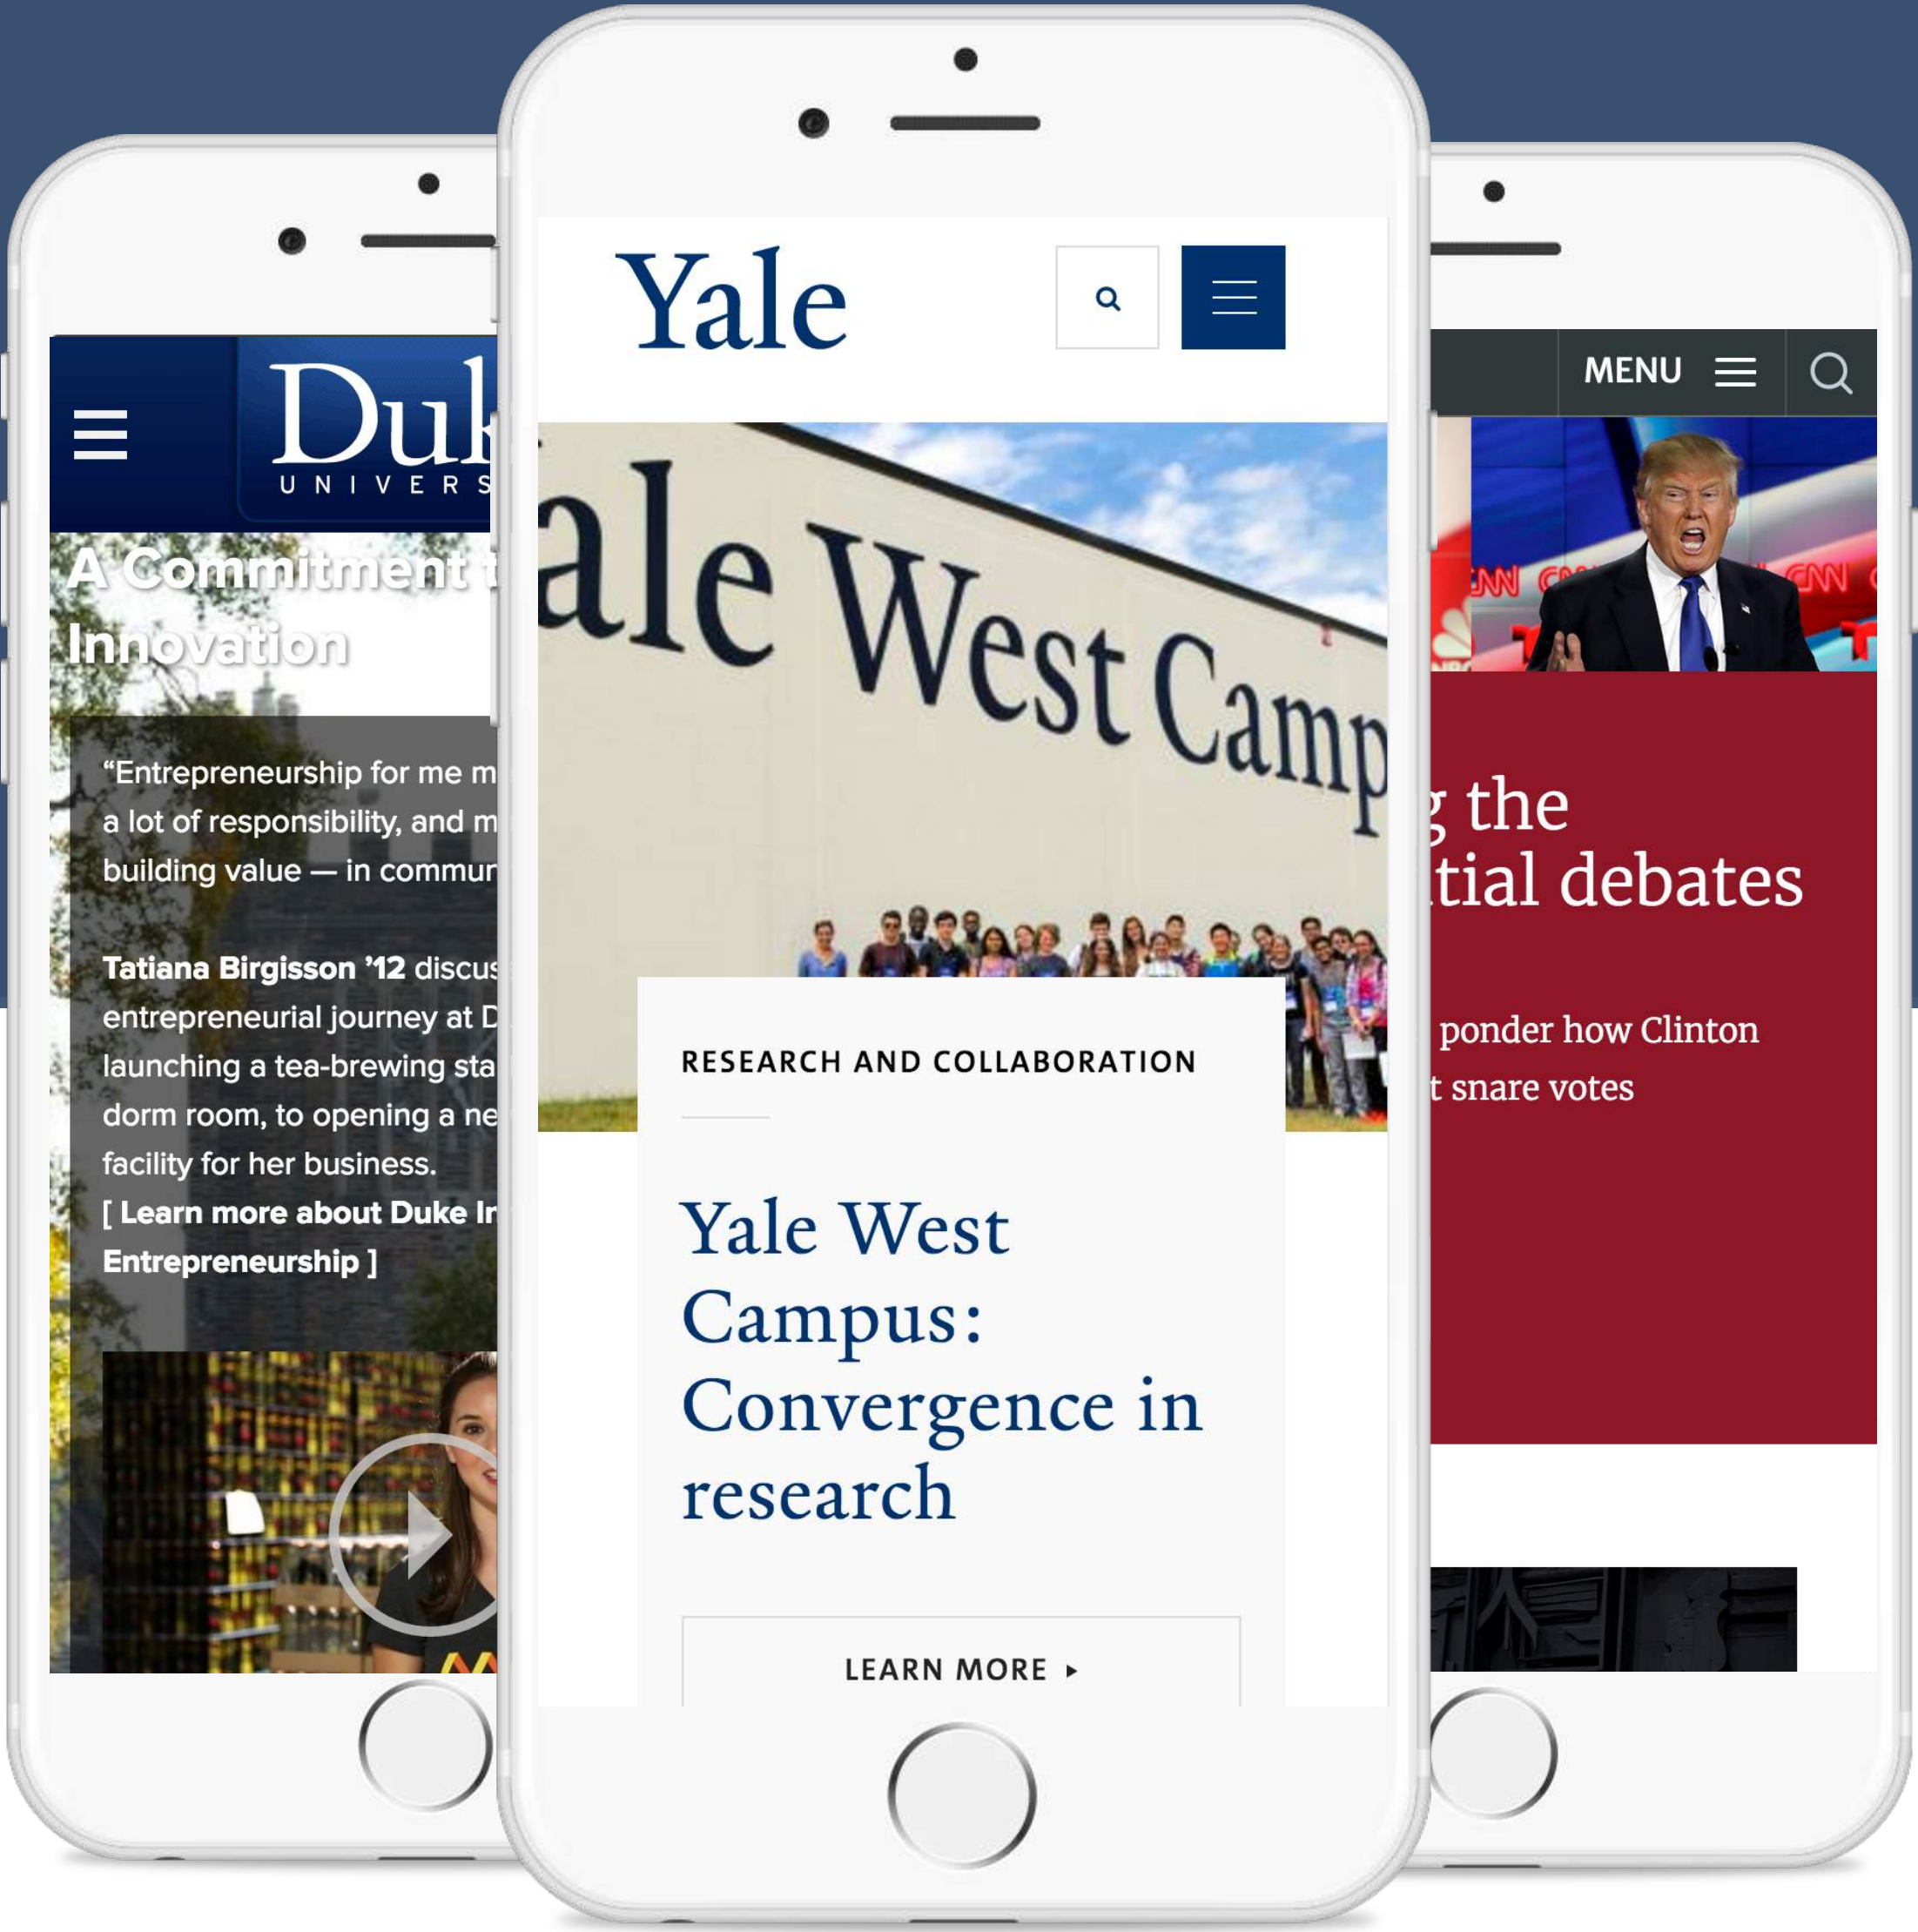 Duk
UNIVERS
A Commitment t
Innovation
“Entrepreneurship for me m
a lot of responsibility, and m
building value — in commun
Tatiana Birgisson ’12 discus
entrepreneurial journey at D
launching a tea-brewing sta
dorm room, to opening a ne
facility for her business.
[ Learn more about Duke In
Entrepreneurship ]
Yale
ale West Camp
RESEARCH AND COLLABORATION
Yale West
Campus:
Convergence in
research
LEARN MORE
MENU
CNN CNN CNN
g the
tial debates
ponder how Clinton
t snare votes